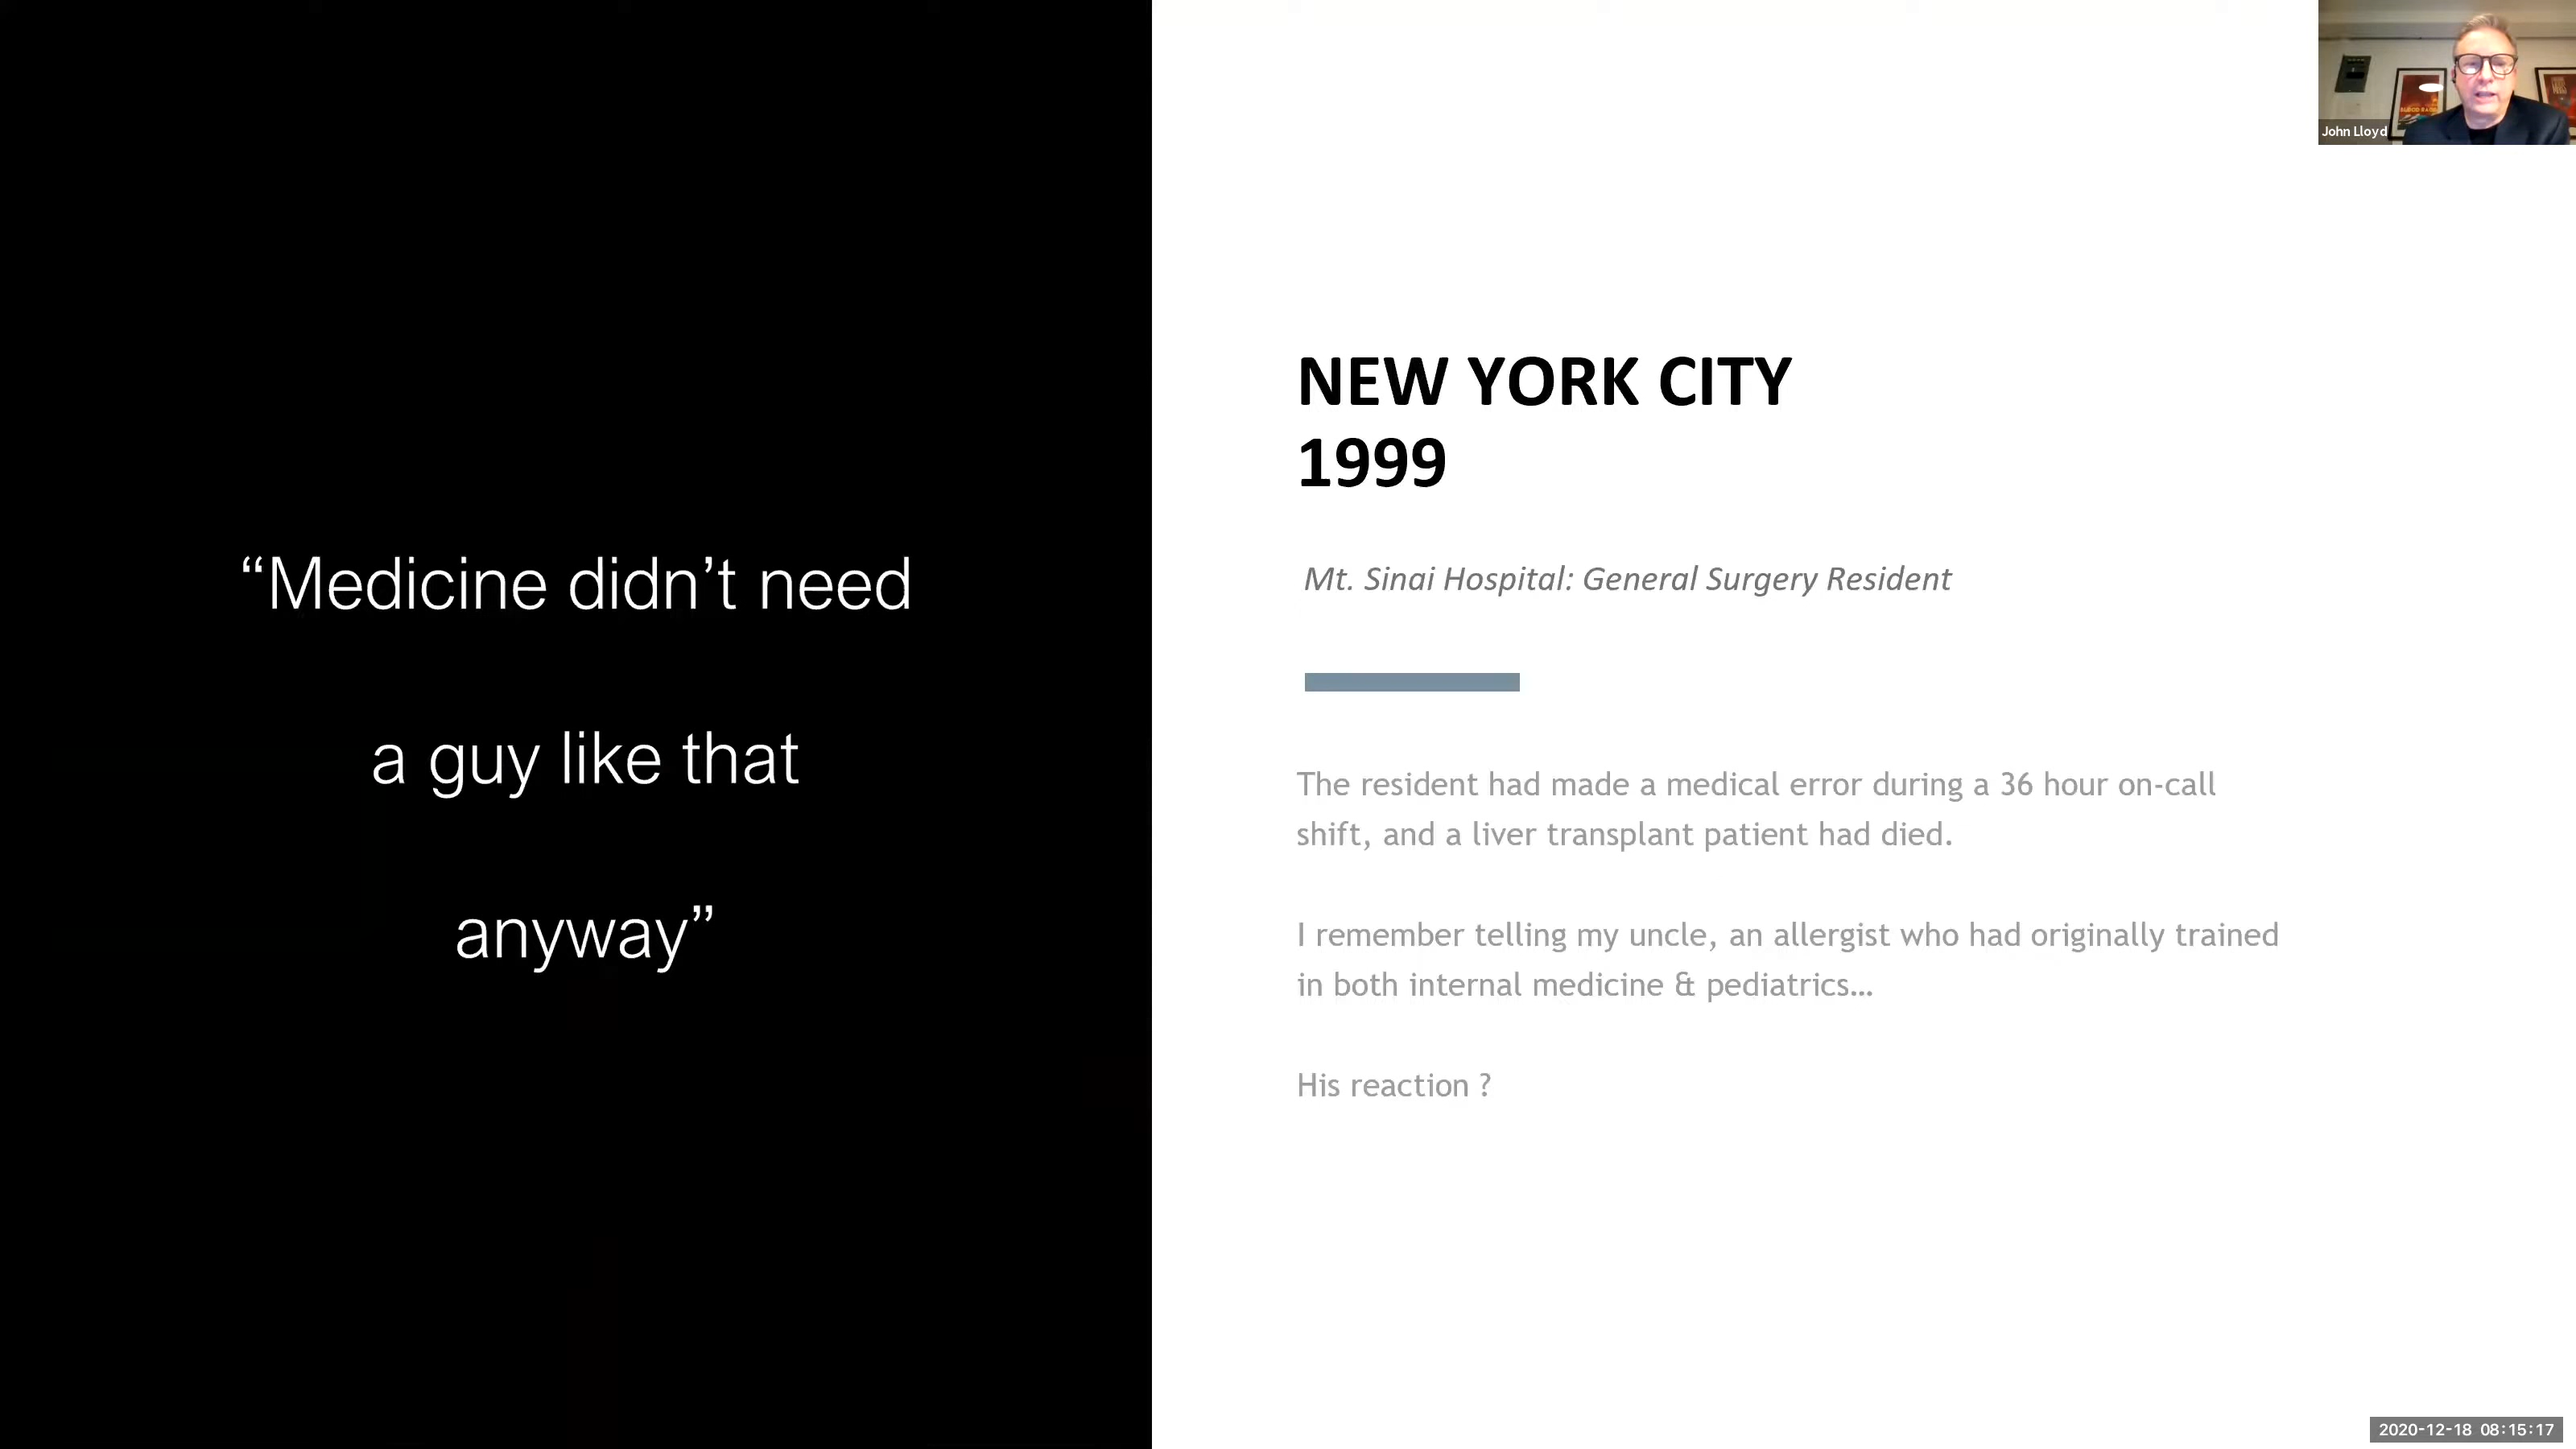 “Medicine didn’t need
a guy like that
anyway”
NEW YORK CITY
1999
Mt. Sinai Hospital: General Surgery Resident
The resident had made a medical error during a 36 hour on-call
shift, and a liver transplant patient had died.
I remember telling my uncle, an allergist who had originally trained
in both internal medicine & pediatrics...
His reaction ?
John Lloyd
2020-12-18 08:15:17